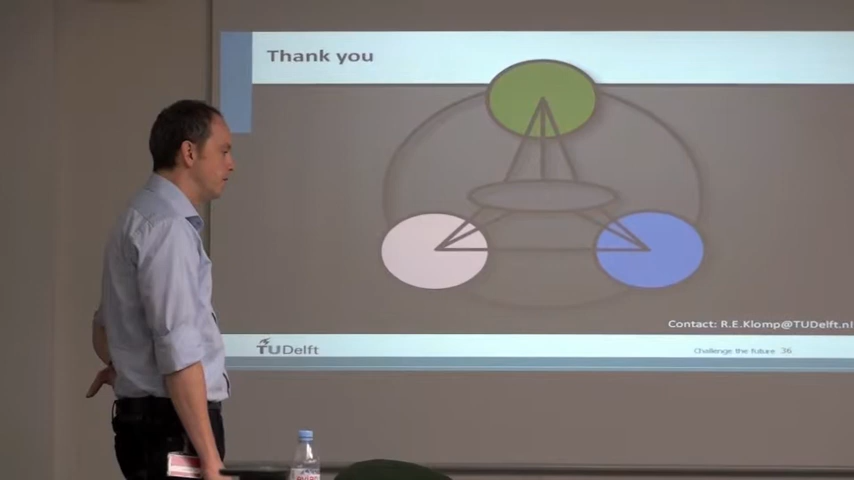 Thank you
Contact: R.E.Klomp@TUDelft.nl
TUDelft
Challenge the future 36